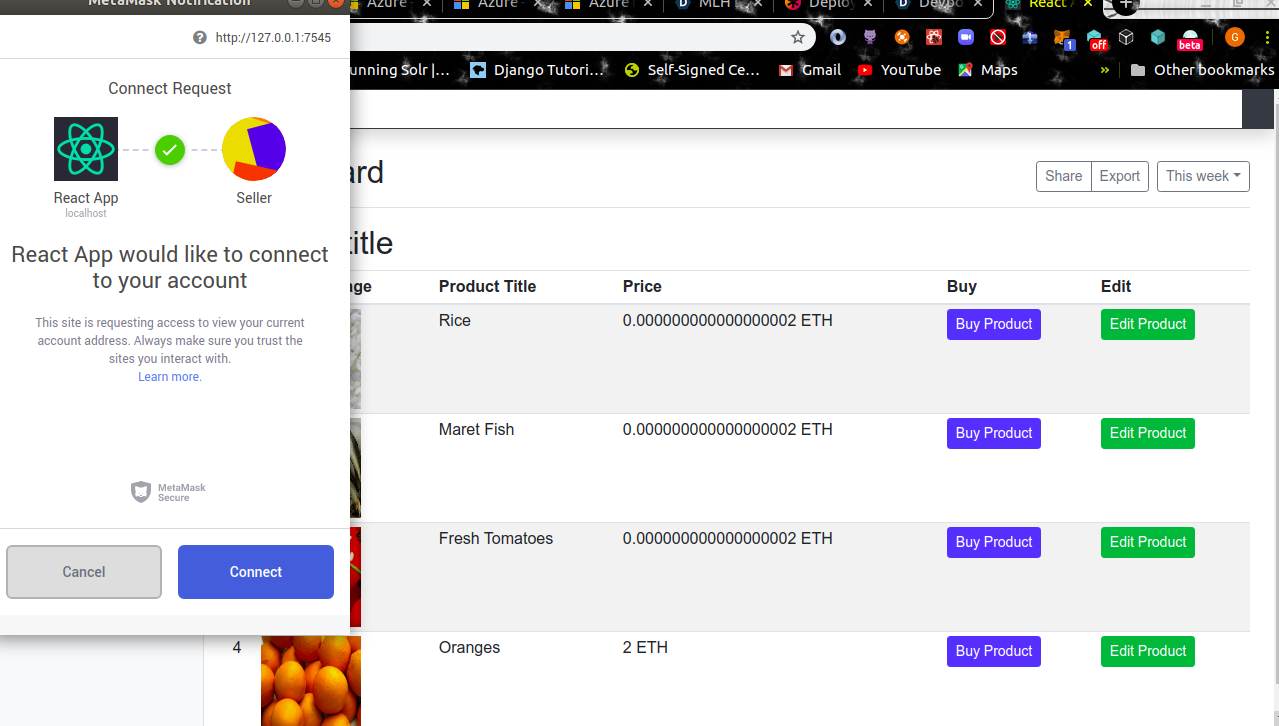 MetaMask Notification
http://127.0.0.1:7545
Connect Request
React App
localhost
Seller
React App would like to connect
to your account
This site is requesting access to view your current
account address. Always make sure you trust the
sites you interact with.
Learn more.
MetaMask
Secure
Cancel
Connect
Azure
Azure
Azure
MLH
Deploy
React A
1
off
beta
G
unning Solr |...
Django Tutori...
Self-Signed Ce...
Gmail
YouTube
Maps
»
Other bookmarks
ard
Share
Export
This week
title
ge Product Title Price Buy Edit
Rice 0.000000000000000002 ETH Buy Product Edit Product
Maret Fish 0.000000000000000002 ETH Buy Product Edit Product
Fresh Tomatoes 0.000000000000000002 ETH Buy Product Edit Product
4 Oranges 2 ETH Buy Product Edit Product